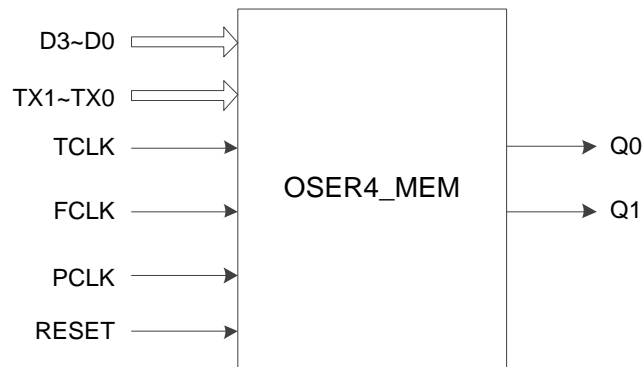 D3~D0
TX1~TX0
TCLK
FCLK
PCLK
RESET
OSER4_MEM
Q0
Q1